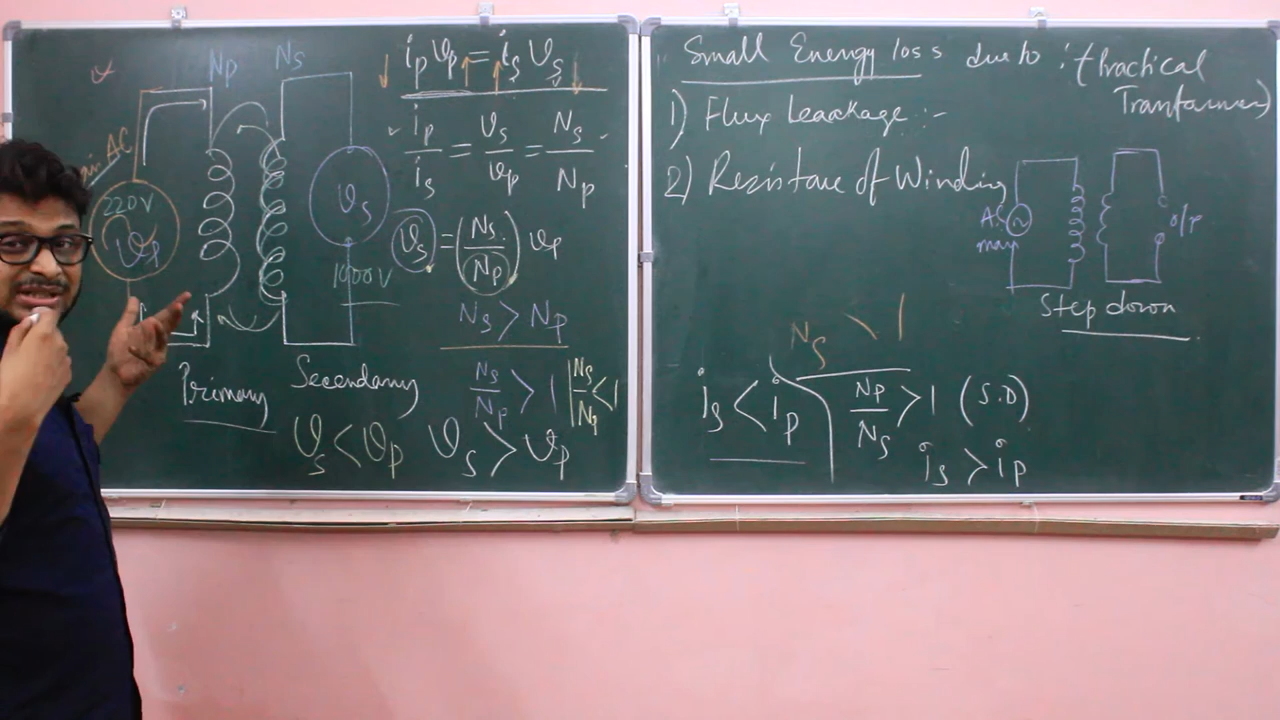 Np Ns
AC
220V
Vp
Vs
1000V
Primary Secondary
ip vp = is vs
ip/is = vs/vp = Ns/Np
vs = (Ns/Np) vp
Ns > Np
Ns/Np > 1 | Ns/Np < 1
vs < vp vs > vp
Small Energy loss due to :- (Practical
Tranformer)
1) Flux Leackage :-
2) Resistance of Winding
AC
o/p
Step down
Ns
is < ip
Np/Ns > 1 (S.D)
is > ip